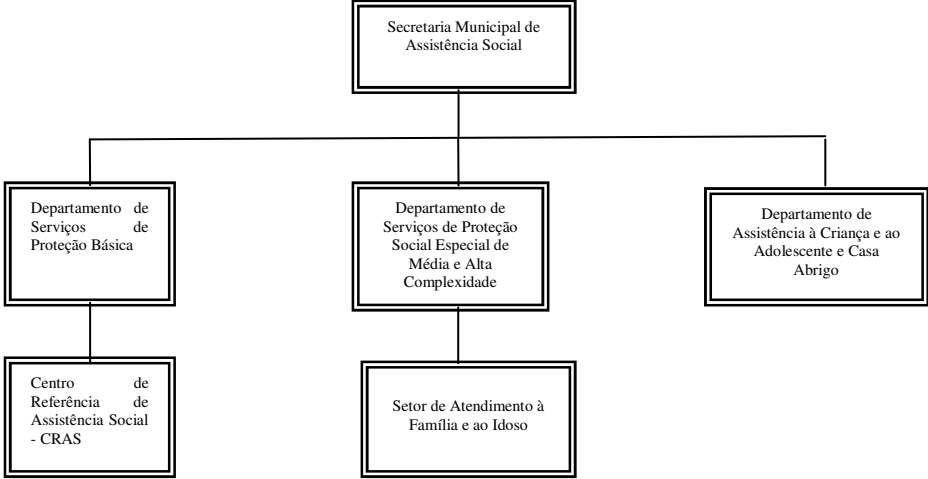 Secretaria Municipal de
Assistência Social
Departamento de
Serviços de
Proteção Básica
Departamento de
Serviços de Proteção
Social Especial de
Média e Alta
Complexidade
Departamento de
Assistência à Criança e ao
Adolescente e Casa
Abrigo
Centro de
Referência de
Assistência Social
- CRAS
Setor de Atendimento à
Família e ao Idoso